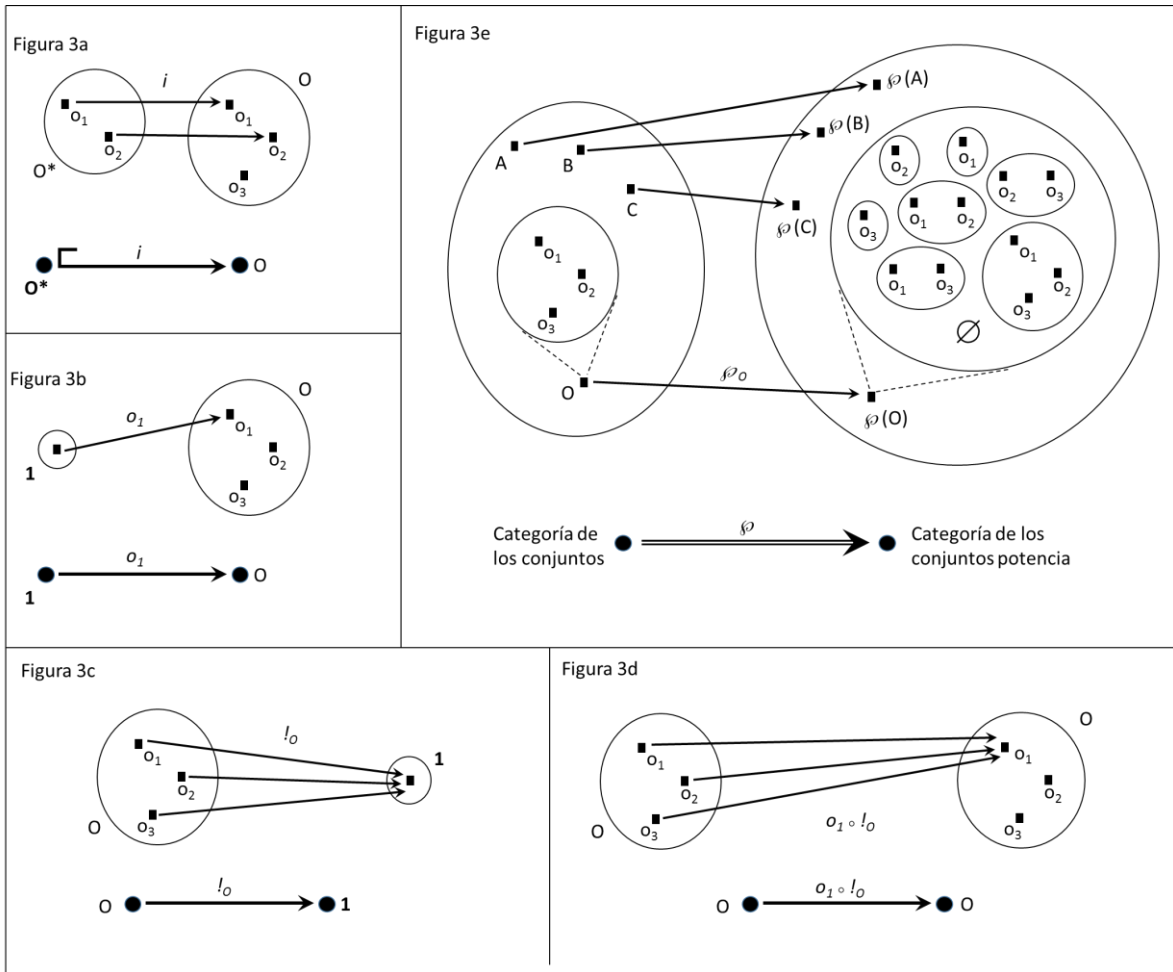 Figura 3a
i
O
o₁
o₁
o₂
o₂
O*
o₃
i
O*
O
Figura 3b
O
o₁
o₁
o₂
1
o₃
o₁
1
O
Figura 3e
℘(A)
℘(B)
A
B
o₂
o₁
o₂
o₃
C
℘(C)
o₃
o₁
o₂
o₁
o₂
o₃
o₁
o₃
o₁
o₂
o₃
∅
℘O
O
℘(O)
Categoría de
los conjuntos
℘
Categoría de los
conjuntos potencia
Figura 3c
!O
1
o₁
o₂
o₃
O
!O
O
1
Figura 3d
O
o₁
o₁
o₂
o₂
o₃
o₃
O
o₁ ∘ !O
o₁ ∘ !O
O
O